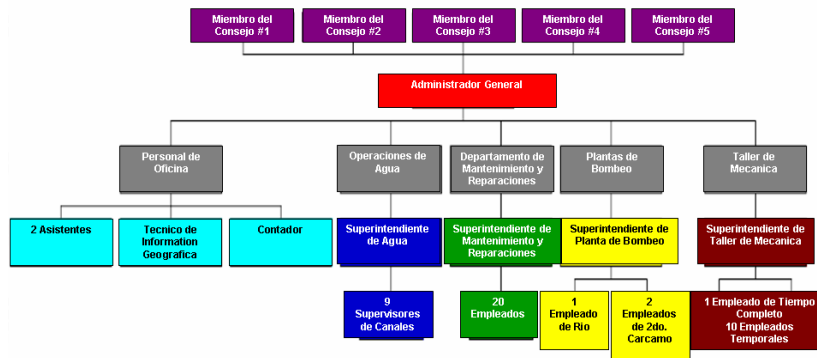 Miembro del
Consejo #1
Miembro del
Consejo #2
Miembro del
Consejo #3
Miembro del
Consejo #4
Miembro del
Consejo #5
Administrador General
Personal de
Oficina
Operaciones de
Agua
Departamento de
Mantenimiento y
Reparaciones
Plantas de
Bombeo
Taller de
Mecanica
2 Asistentes
Tecnico de
Information
Geografica
Contador
Superintendiente
de Agua
Superintendiente de
Mantenimiento y
Reparaciones
Superintendiente de
Planta de Bombeo
Superintendiente de
Taller de Mecanica
9
Supervisores
de Canales
20
Empleados
1
Empleado
de Rio
2
Empleados
de 2do.
Carcamo
1 Empleado de Tiempo
Completo
10 Empleados
Temporales